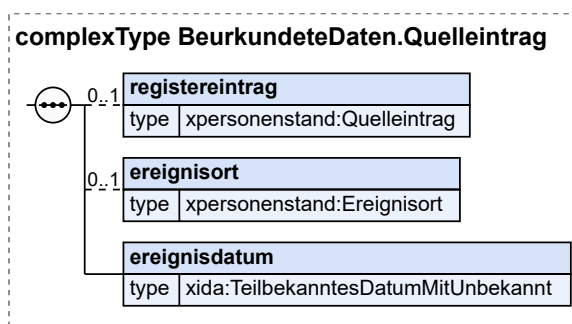 complexType BeurkundeteDaten.Quelleintrag
0..1
registereintrag
type xpersonenstand:Quelleintrag
0..1
ereignisort
type xpersonenstand:Ereignisort
ereignisdatum
type xida:TeilbekanntesDatumMitUnbekannt